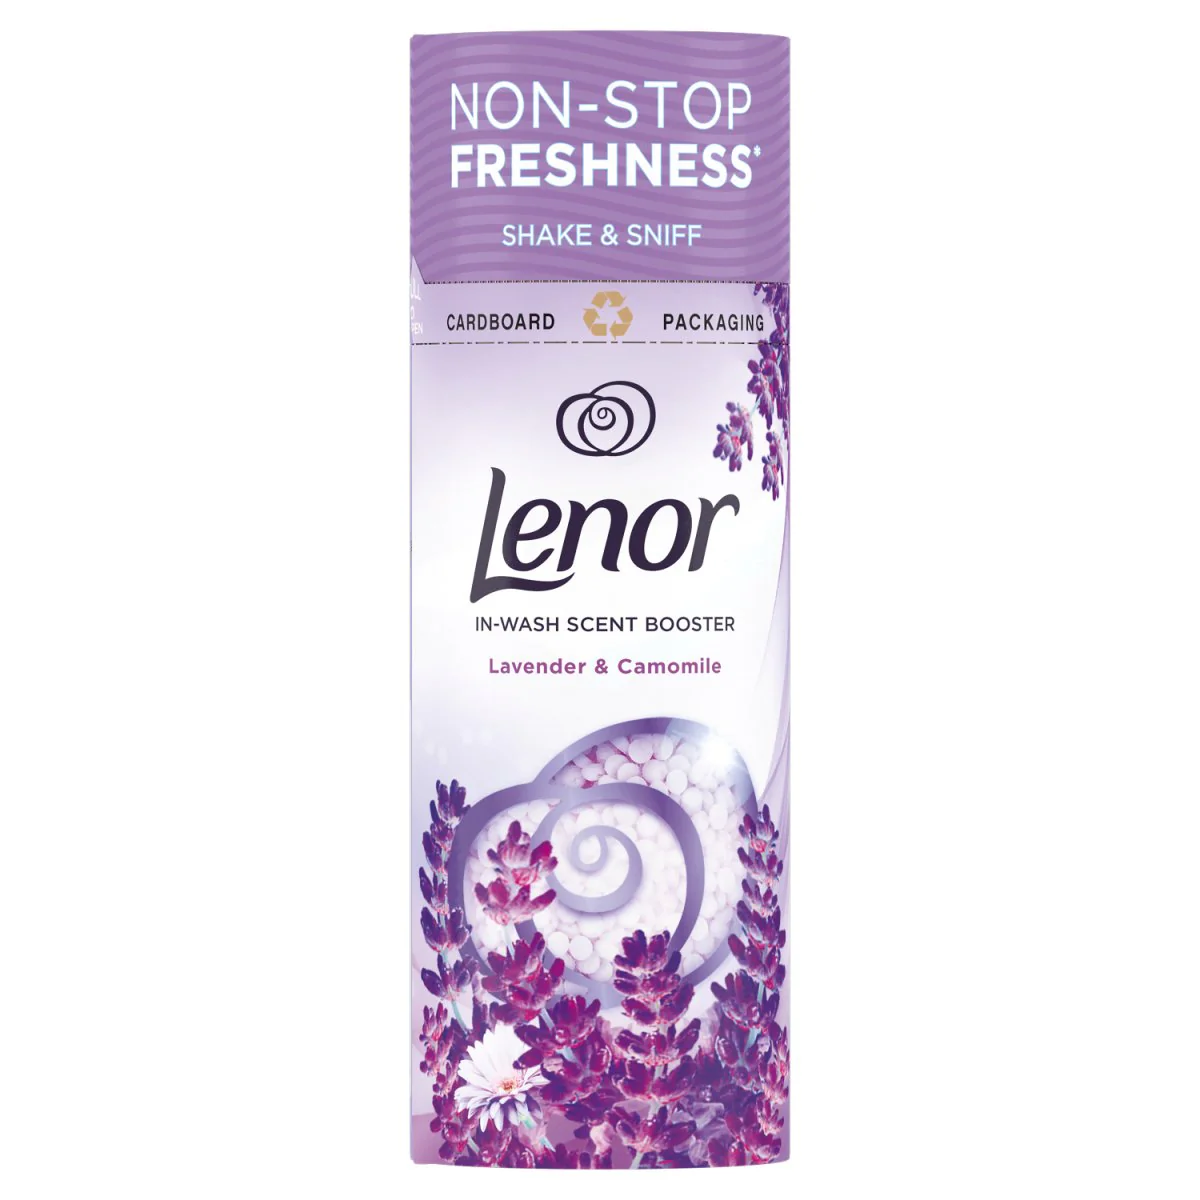 NON-STOP
FRESHNESS*
SHAKE & SNIFF
CARDBOARD PACKAGING
Lenor
IN-WASH SCENT BOOSTER
Lavender & Camomile